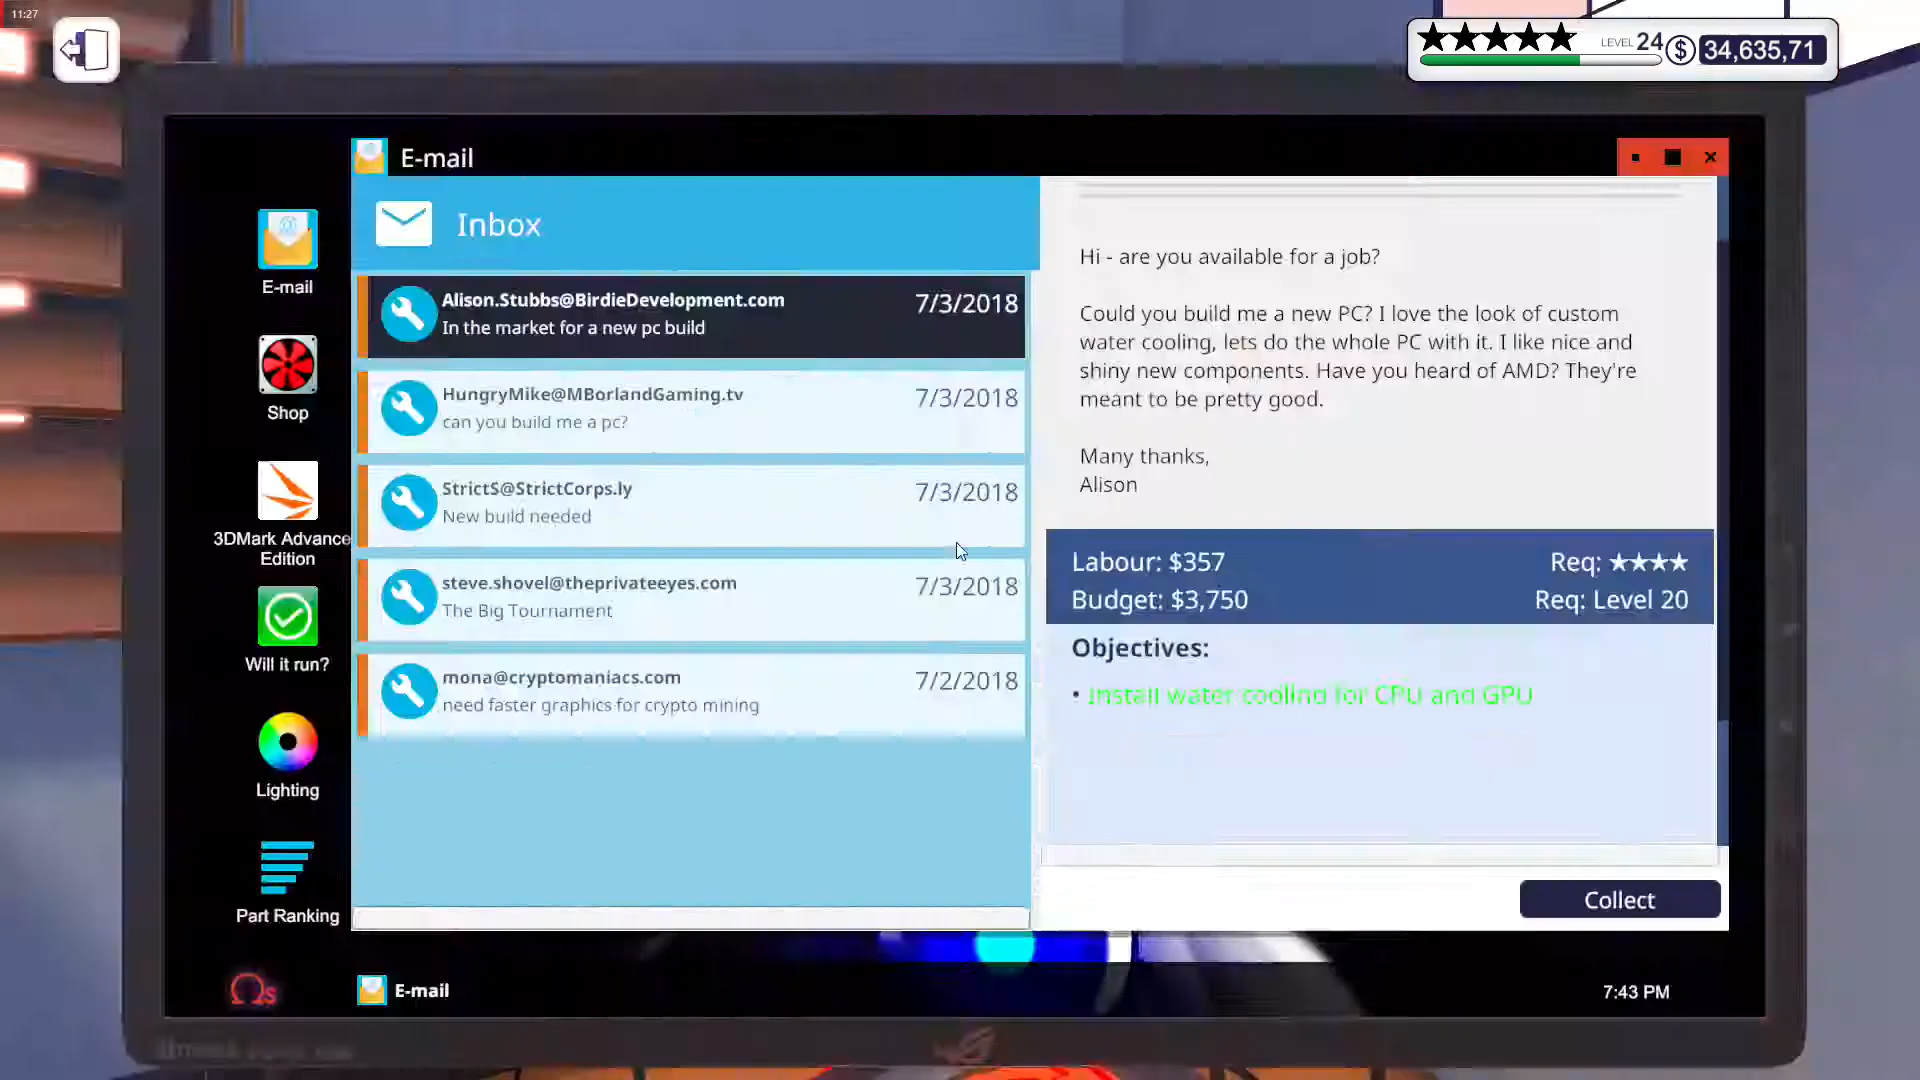 11:27
LEVEL 24
$ 34,635,71
E-mail
Inbox
E-mail
Shop
3DMark Advance
Edition
Will it run?
Lighting
Part Ranking
Alison.Stubbs@BirdieDevelopment.com 7/3/2018
In the market for a new pc build
HungryMike@MBorlandGaming.tv 7/3/2018
can you build me a pc?
StrictS@StrictCorps.ly 7/3/2018
New build needed
steve.shovel@theprivateeyes.com 7/3/2018
The Big Tournament
mona@cryptomaniacs.com 7/2/2018
need faster graphics for crypto mining
Hi - are you available for a job?
Could you build me a new PC? I love the look of custom
water cooling, lets do the whole PC with it. I like nice and
shiny new components. Have you heard of AMD? They're
meant to be pretty good.
Many thanks,
Alison
Labour: $357 Req: ★★★★
Budget: $3,750 Req: Level 20
Objectives:
• Install water cooling for CPU and GPU
Collect
Ωs
E-mail
7:43 PM